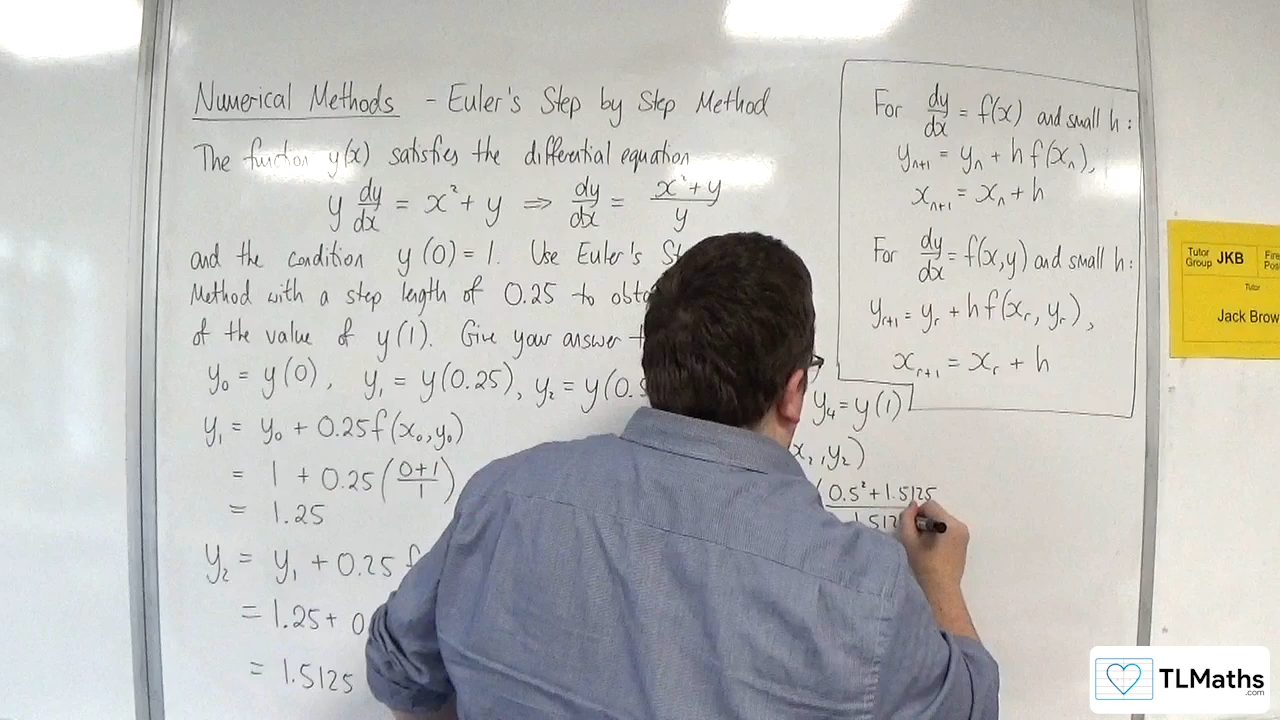 Numerical Methods - Euler's Step by Step Method
The function y(x) satisfies the differential equation
y dy/dx = x² + y ⇒ dy/dx = (x² + y)/y
and the condition y(0) = 1. Use Euler's St
Method with a step length of 0.25 to obta
of the value of y(1). Give your answer
y₀ = y(0), y₁ = y(0.25), y₂ = y(0.5
y₁ = y₀ + 0.25f(x₀, y₀)
= 1 + 0.25((0+1)/1)
= 1.25
y₂ = y₁ + 0.25 f
= 1.25 + 0
= 1.5125
y₄ = y(1)
x₂, y₂)
(0.5² + 1.5125
1.512
For dy/dx = f(x) and small h:
yₙ₊₁ = yₙ + h f(xₙ),
xₙ₊₁ = xₙ + h
For dy/dx = f(x, y) and small h:
yᵣ₊₁ = yᵣ + h f(xᵣ, yᵣ),
xᵣ₊₁ = xᵣ + h
Tutor Group JKB
Tutor
Jack Brow
TLMaths
.com